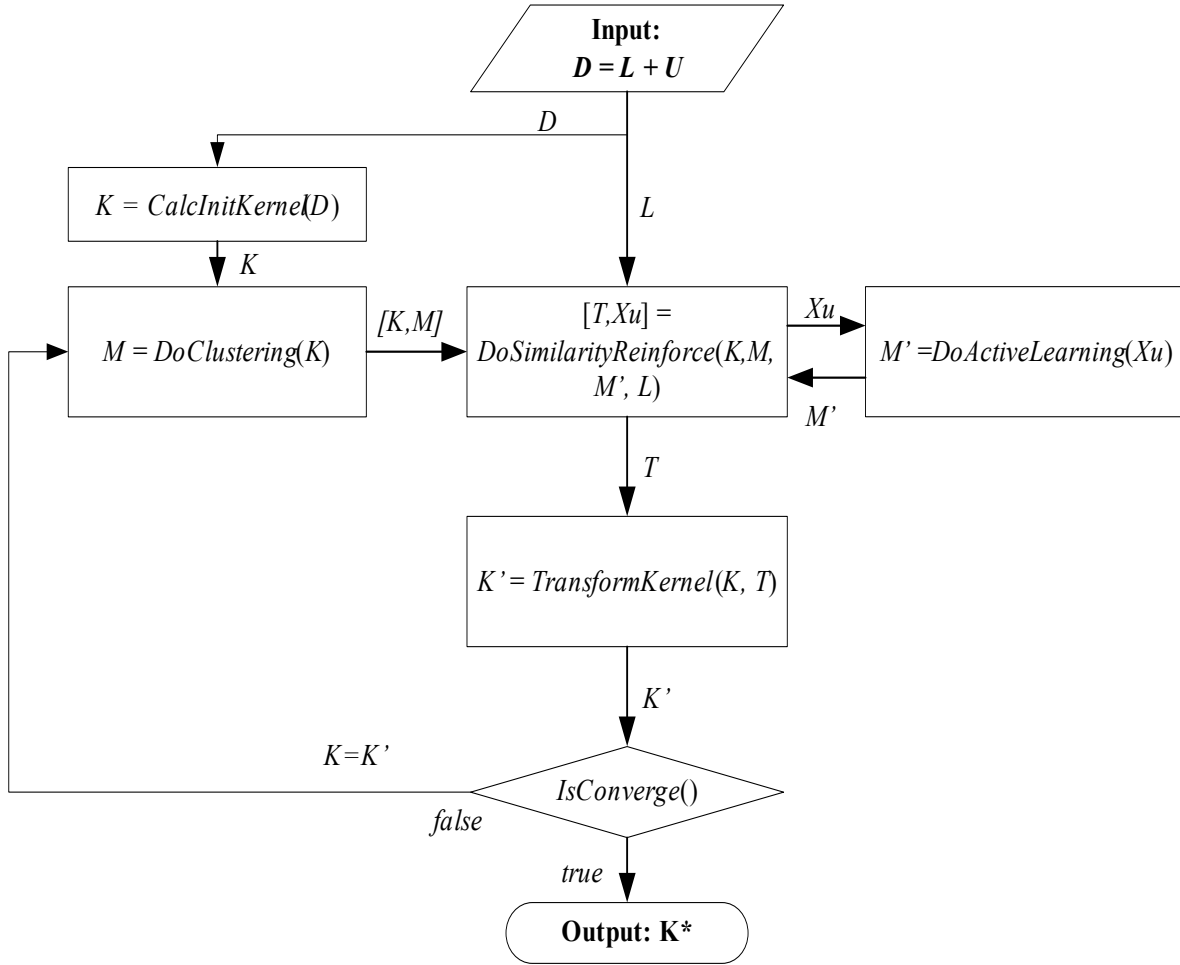 Input:
D = L + U
D
K = CalcInitKernel(D)
L
K
M = DoClustering(K)
[K,M]
[T,Xu] =
DoSimilarityReinforce(K,M,
M', L)
Xu
M' =DoActiveLearning(Xu)
M'
T
K' = TransformKernel(K, T)
K'
K=K'
IsConverge()
false
true
Output: K*